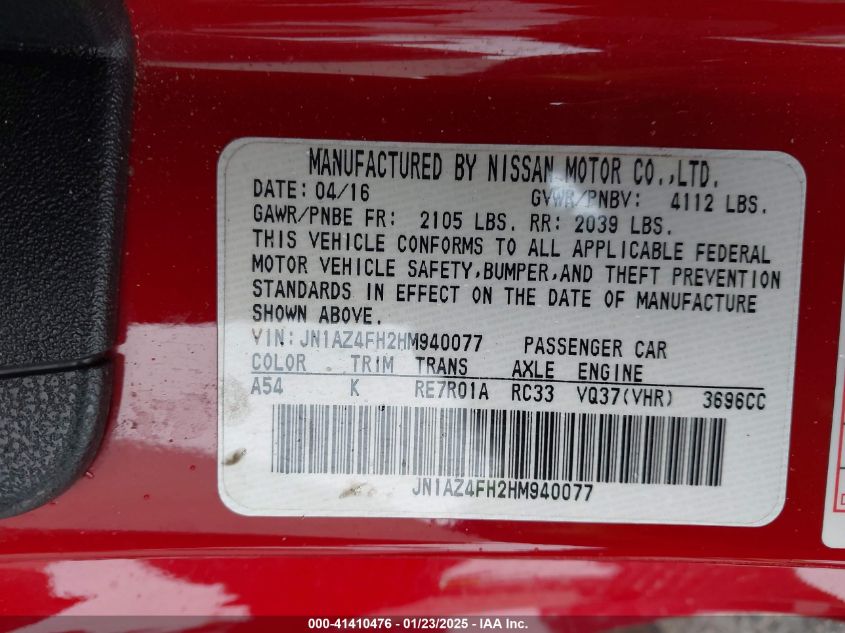 MANUFACTURED BY NISSAN MOTOR CO.,LTD.
DATE: 04/16 GVWR/PNBV: 4112 LBS.
GAWR/PNBE FR: 2105 LBS. RR: 2039 LBS.
THIS VEHICLE CONFORMS TO ALL APPLICABLE FEDERAL
MOTOR VEHICLE SAFETY,BUMPER,AND THEFT PREVENTION
STANDARDS IN EFFECT ON THE DATE OF MANUFACTURE
SHOWN ABOVE.
VIN: JN1AZ4FH2HM940077 PASSENGER CAR
COLOR TRIM TRANS AXLE ENGINE
A54 K RE7R01A RC33 VQ37(VHR) 3696CC
JN1AZ4FH2HM940077
000-41410476 - 01/23/2025 - IAA Inc.